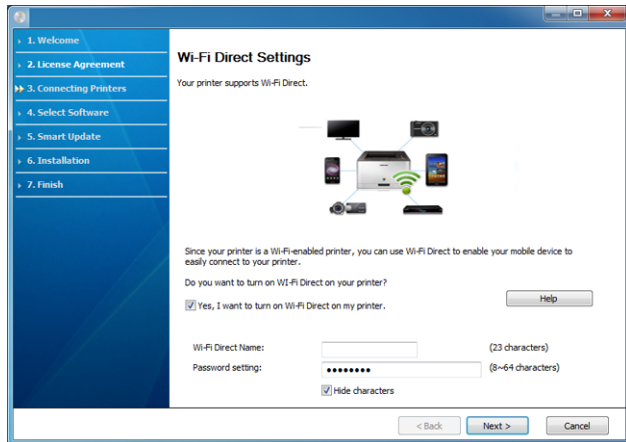 1. Welcome
2. License Agreement
3. Connecting Printers
4. Select Software
5. Smart Update
6. Installation
7. Finish
Wi-Fi Direct Settings
Your printer supports Wi-Fi Direct.
Since your printer is a Wi-Fi-enabled printer, you can use Wi-Fi Direct to enable your mobile device to
easily connect to your printer.
Do you want to turn on WI-Fi Direct on your printer?
Yes, I want to turn on Wi-Fi Direct on my printer.
Help
Wi-Fi Direct Name: (23 characters)
Password setting: ●●●●●●●● (8~64 characters)
Hide characters
< Back Next > Cancel